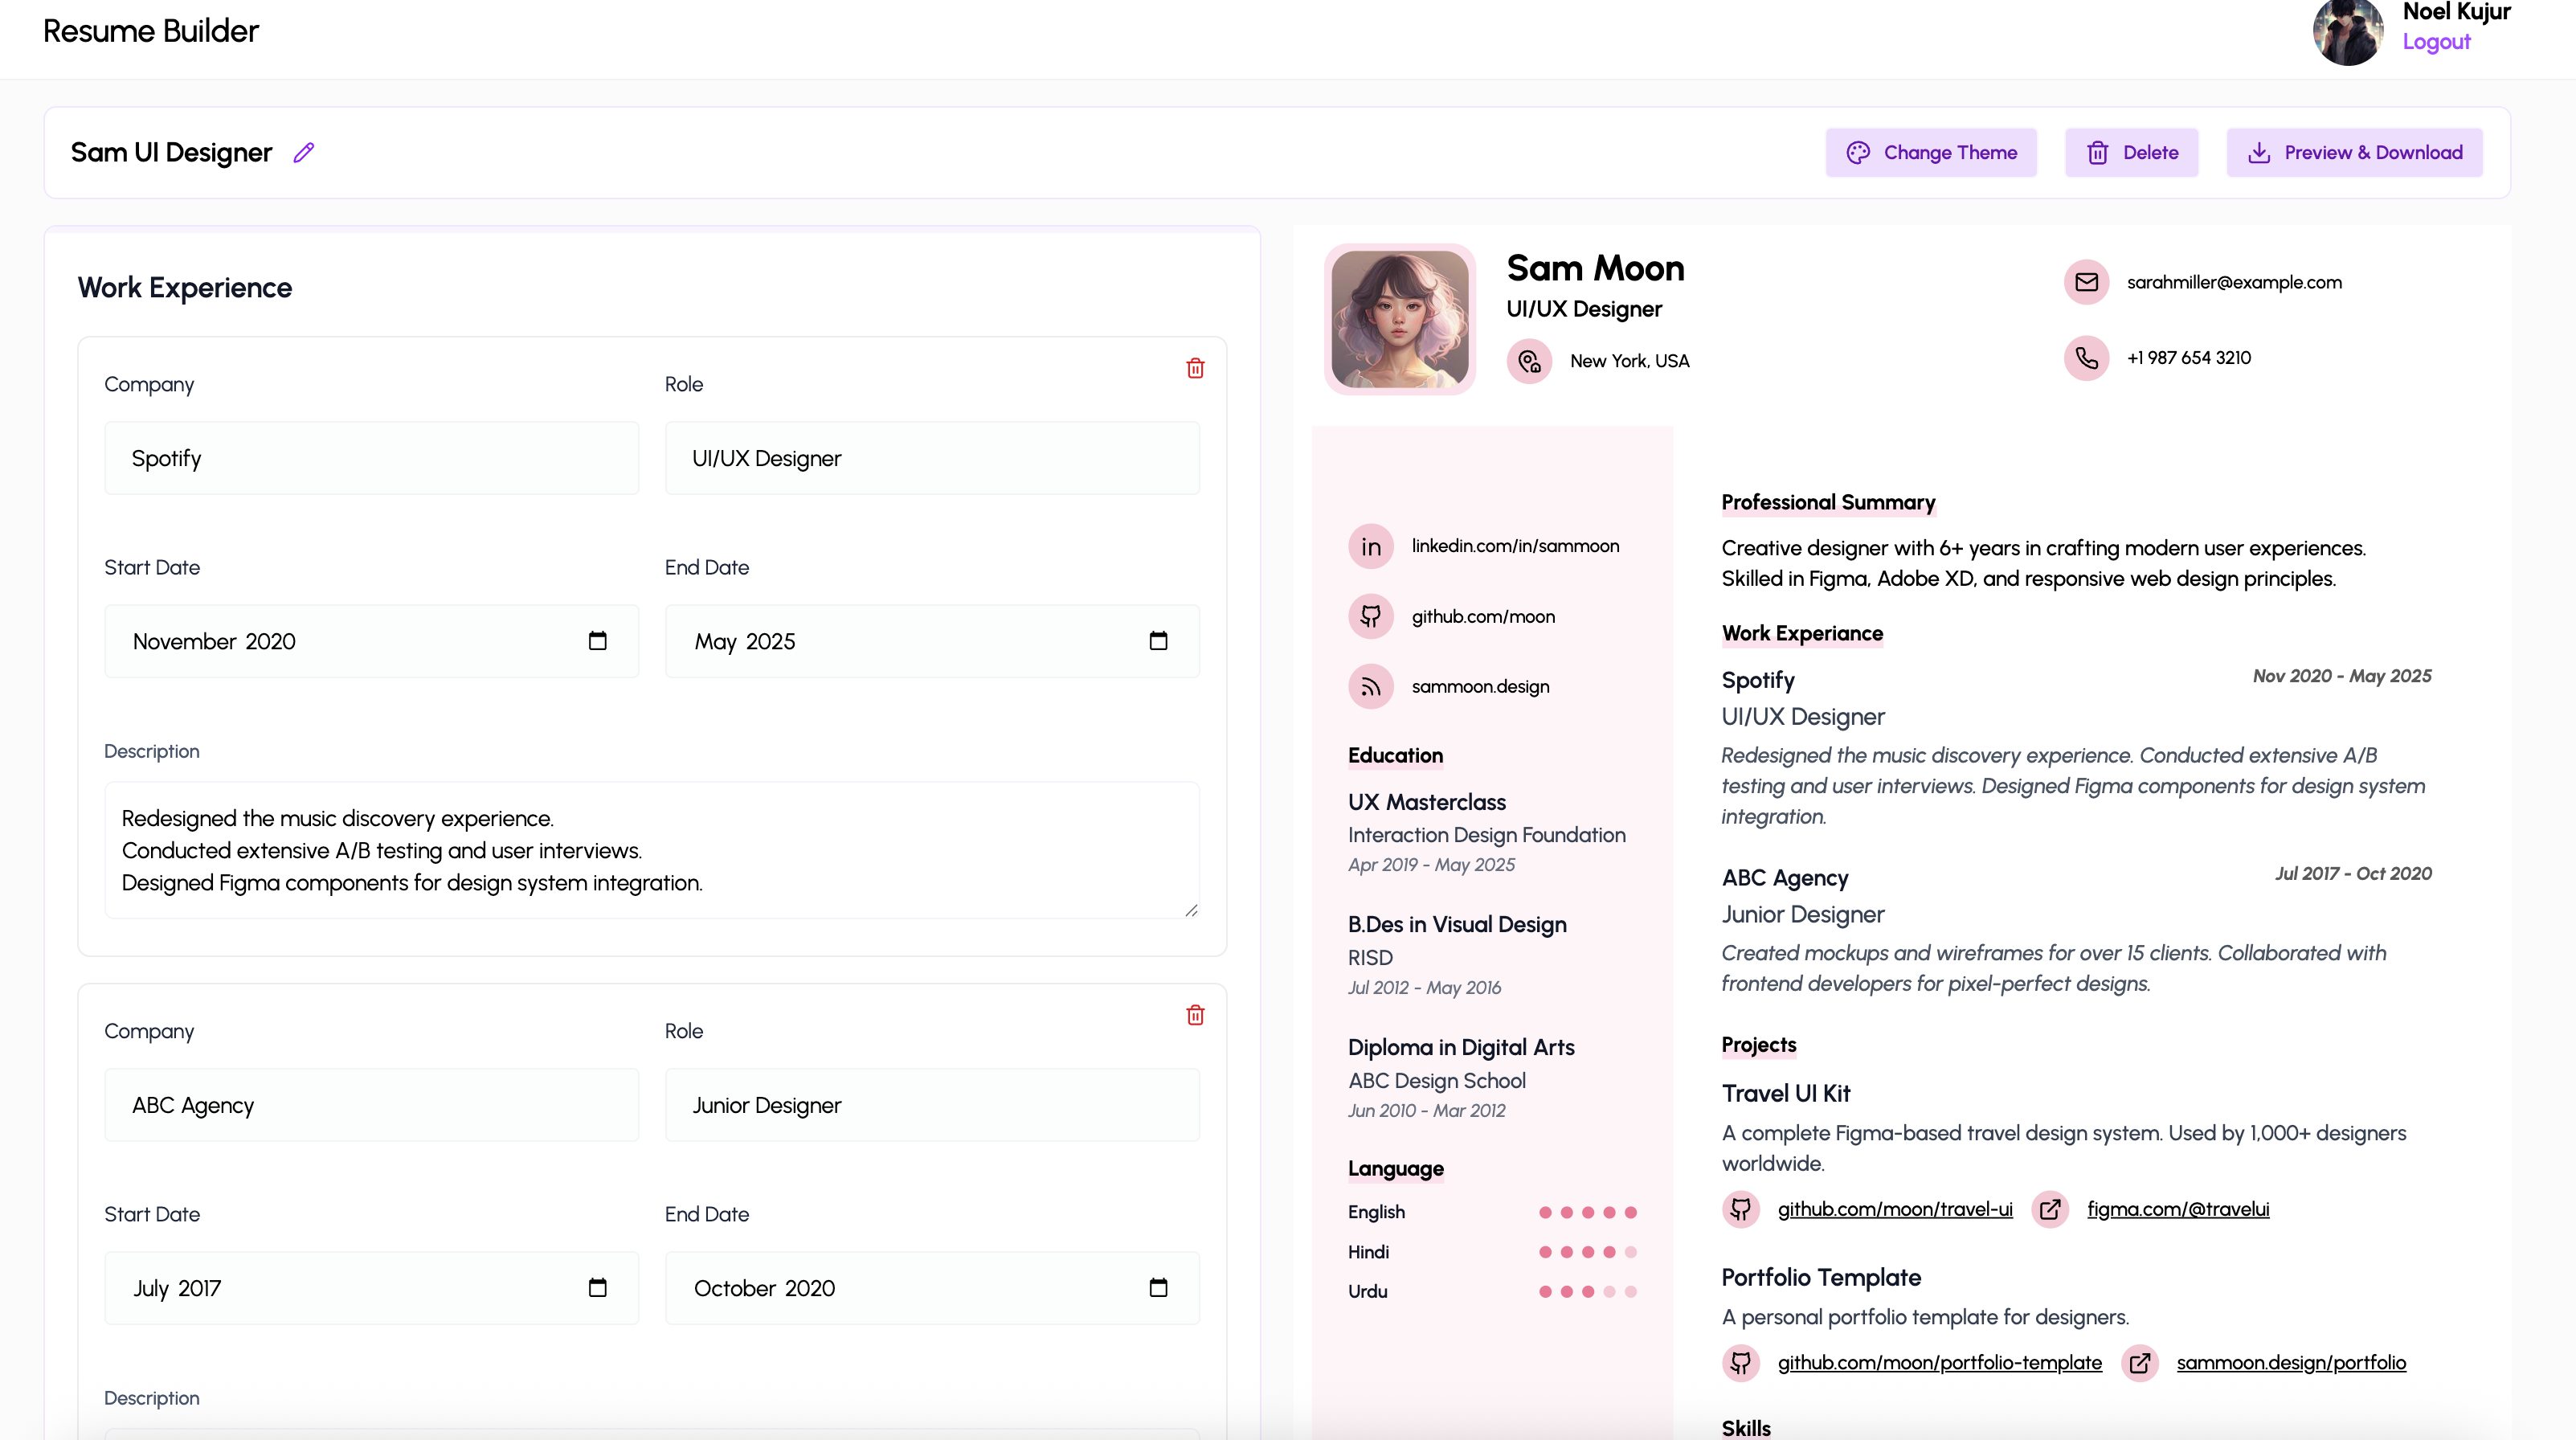 Resume Builder
Noel Kujur
Logout
Sam UI Designer
Change Theme
Delete
Preview & Download
Work Experience
Company
Role
Spotify
UI/UX Designer
Start Date
End Date
November 2020
May 2025
Description
Redesigned the music discovery experience.
Conducted extensive A/B testing and user interviews.
Designed Figma components for design system integration.
Company
Role
ABC Agency
Junior Designer
Start Date
End Date
July 2017
October 2020
Description
Sam Moon
UI/UX Designer
New York, USA
sarahmiller@example.com
+1 987 654 3210
in linkedin.com/in/sammoon
github.com/moon
sammoon.design
Education
UX Masterclass
Interaction Design Foundation
Apr 2019 - May 2025
B.Des in Visual Design
RISD
Jul 2012 - May 2016
Diploma in Digital Arts
ABC Design School
Jun 2010 - Mar 2012
Language
English
Hindi
Urdu
Professional Summary
Creative designer with 6+ years in crafting modern user experiences.
Skilled in Figma, Adobe XD, and responsive web design principles.
Work Experiance
Spotify
Nov 2020 - May 2025
UI/UX Designer
Redesigned the music discovery experience. Conducted extensive A/B
testing and user interviews. Designed Figma components for design system
integration.
ABC Agency
Jul 2017 - Oct 2020
Junior Designer
Created mockups and wireframes for over 15 clients. Collaborated with
frontend developers for pixel-perfect designs.
Projects
Travel UI Kit
A complete Figma-based travel design system. Used by 1,000+ designers
worldwide.
github.com/moon/travel-ui
figma.com/@travelui
Portfolio Template
A personal portfolio template for designers.
github.com/moon/portfolio-template
sammoon.design/portfolio
Skills